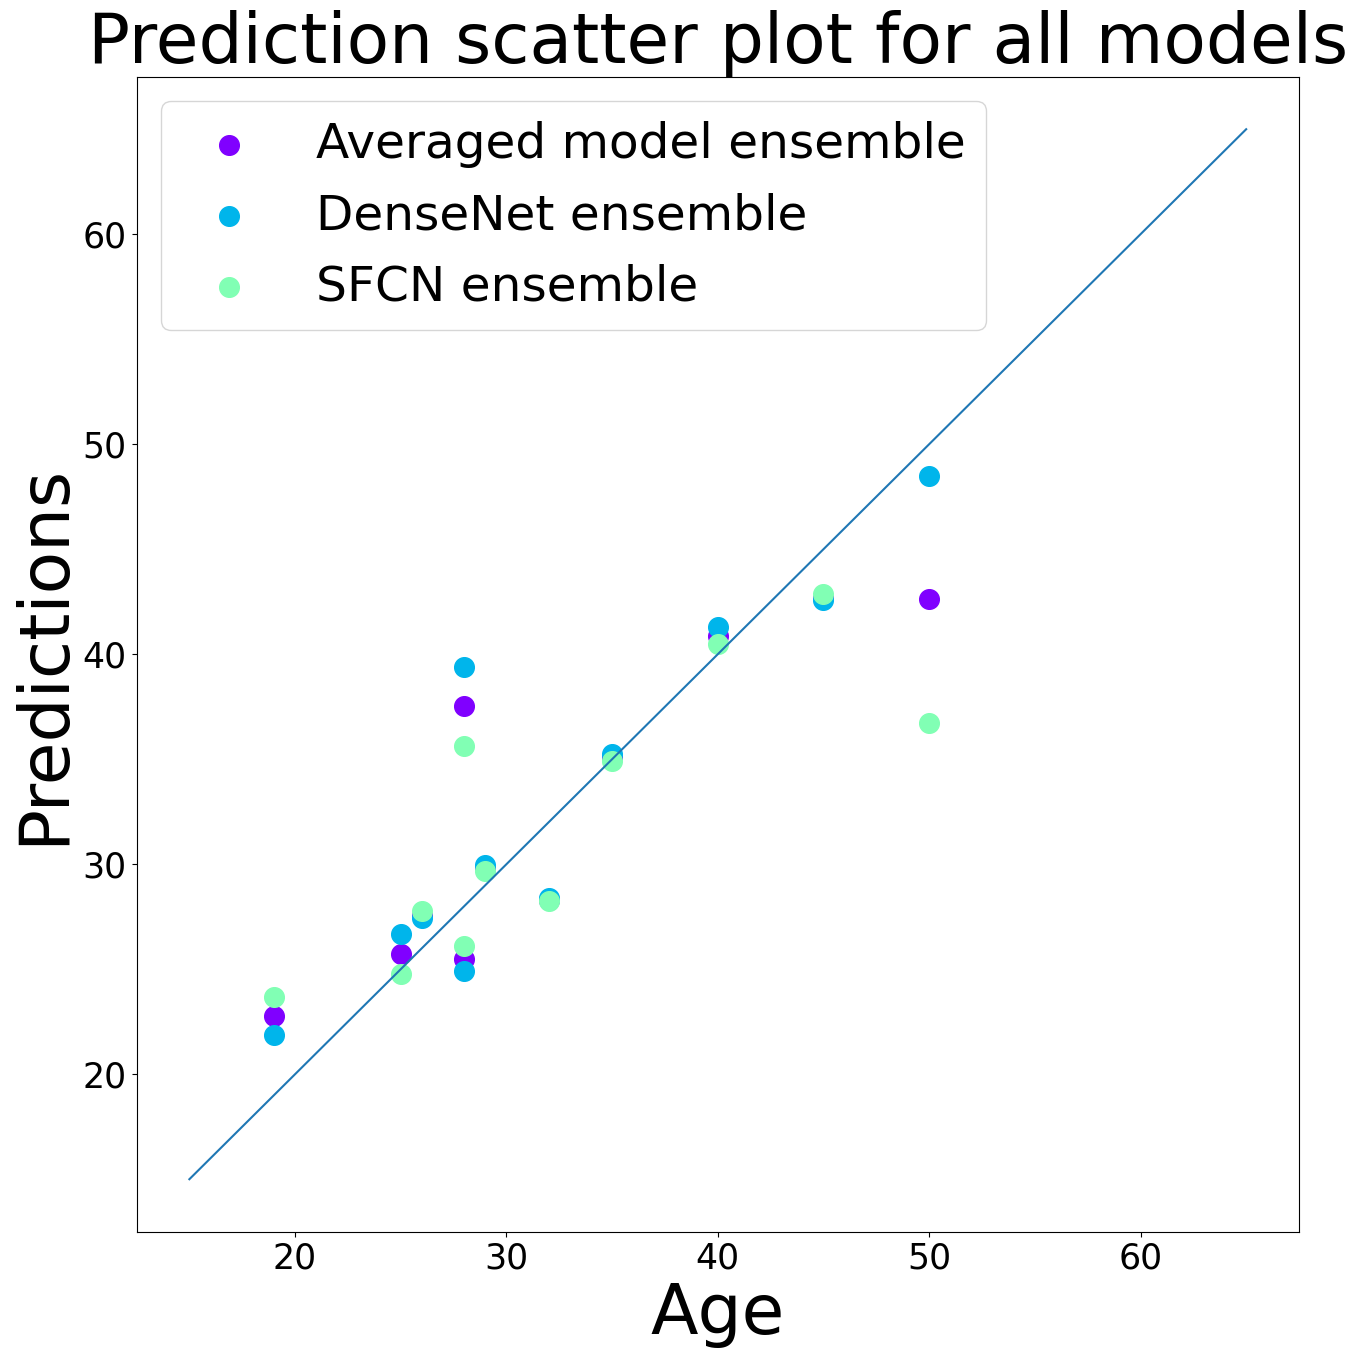 Prediction scatter plot for all models
Averaged model ensemble
DenseNet ensemble
SFCN ensemble
60
50
40
30
20
Predictions
20 30 40 50 60
Age